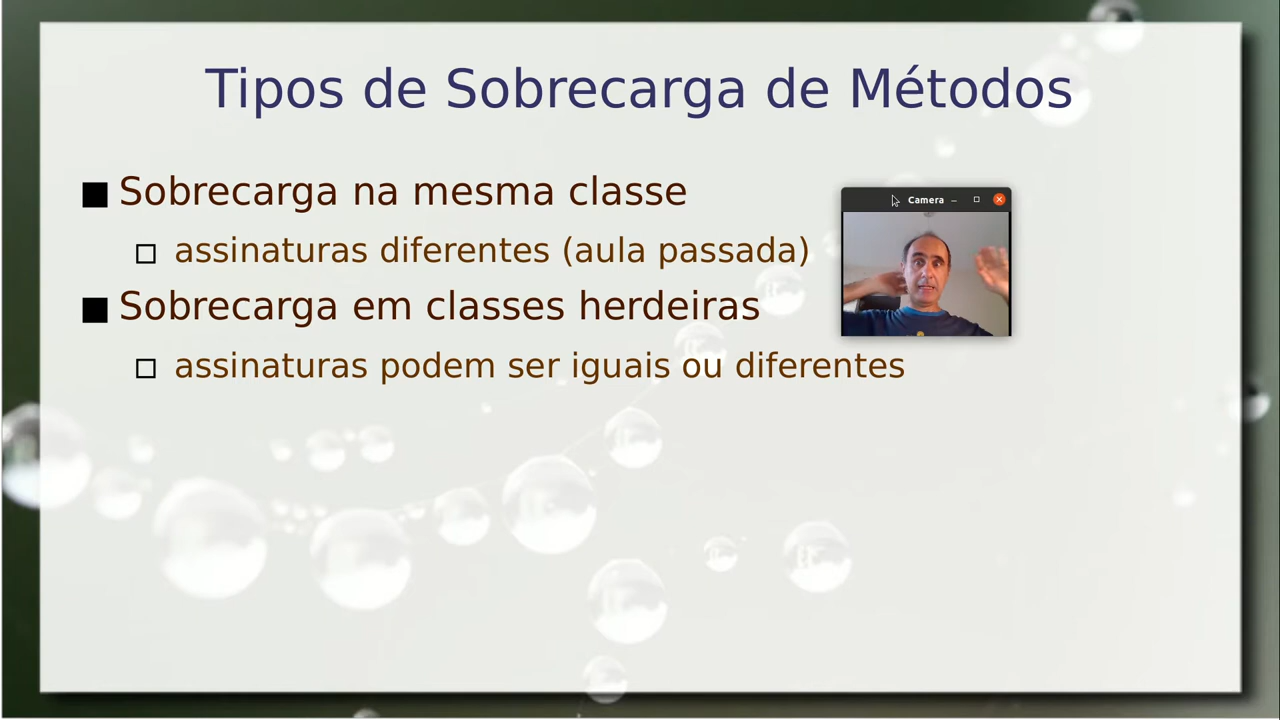 Tipos de Sobrecarga de Métodos
Sobrecarga na mesma classe
assinaturas diferentes (aula passada)
Camera
Sobrecarga em classes herdeiras
assinaturas podem ser iguais ou diferentes